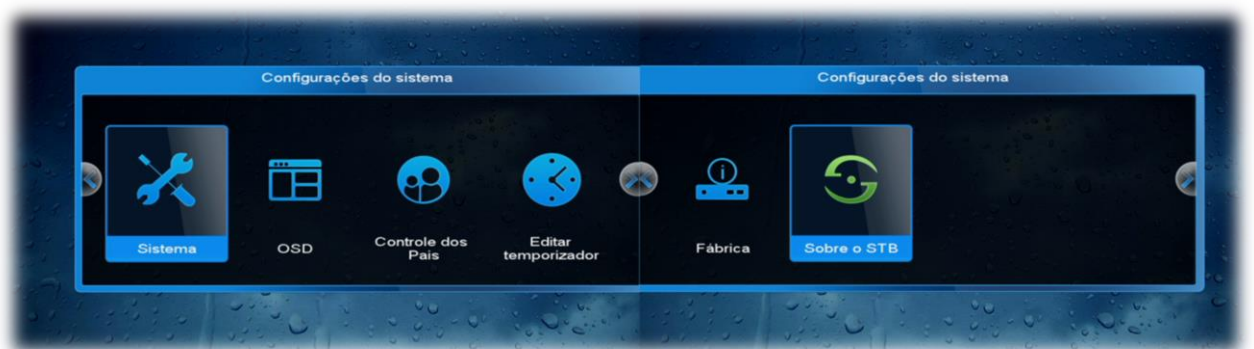 Configurações do sistema
Sistema
OSD
Controle dos
Pais
Editar
temporizador
Configurações do sistema
Fábrica
Sobre o STB